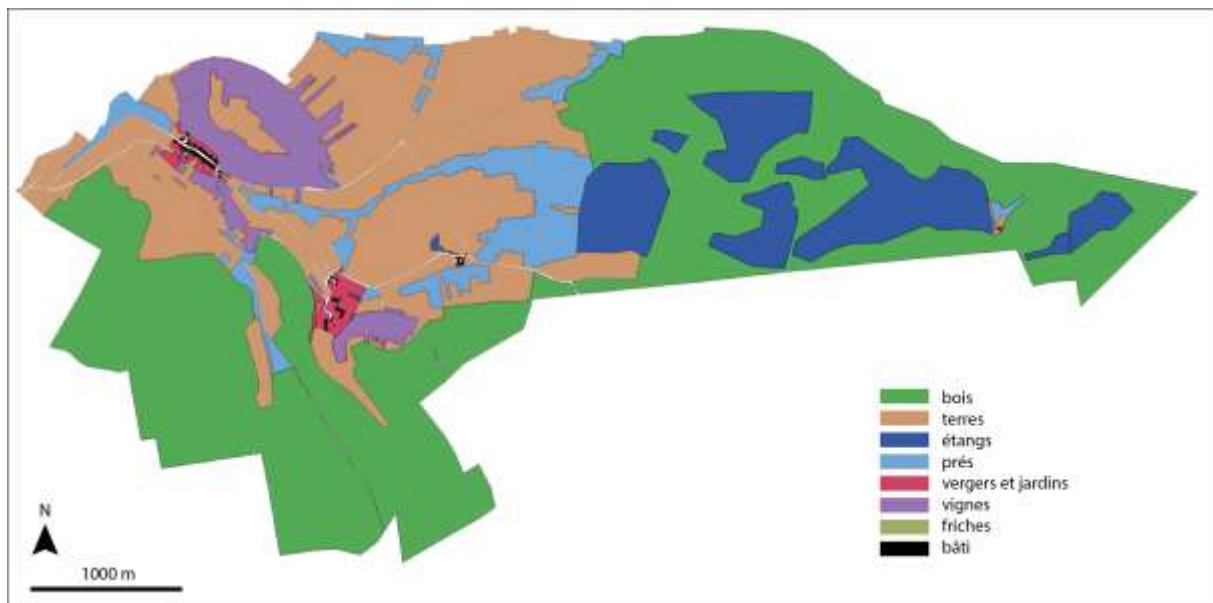 bois
terres
étangs
prés
vergers et jardins
vignes
friches
bâti
N
1000 m